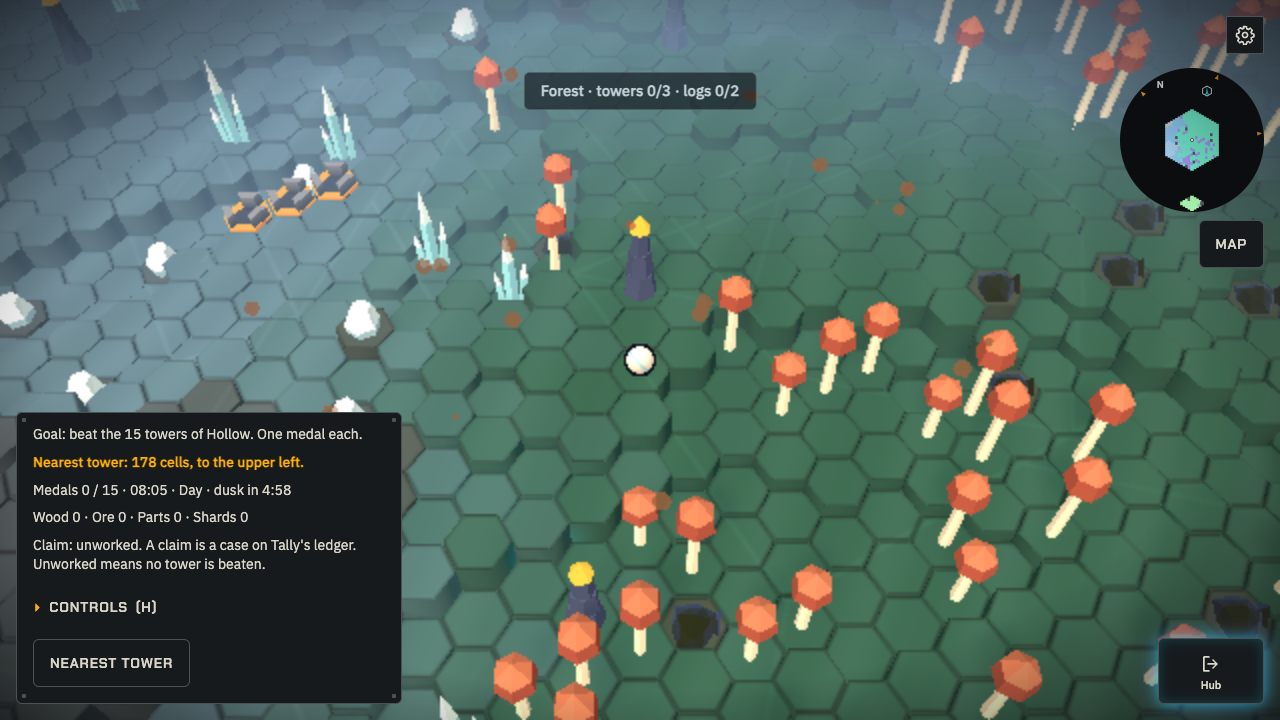 Forest · towers 0/3 · logs 0/2
N
MAP
Goal: beat the 15 towers of Hollow. One medal each.
Nearest tower: 178 cells, to the upper left.
Medals 0 / 15 · 08:05 · Day · dusk in 4:58
Wood 0 · Ore 0 · Parts 0 · Shards 0
Claim: unworked. A claim is a case on Tally's ledger.
Unworked means no tower is beaten.
CONTROLS (H)
NEAREST TOWER
Hub